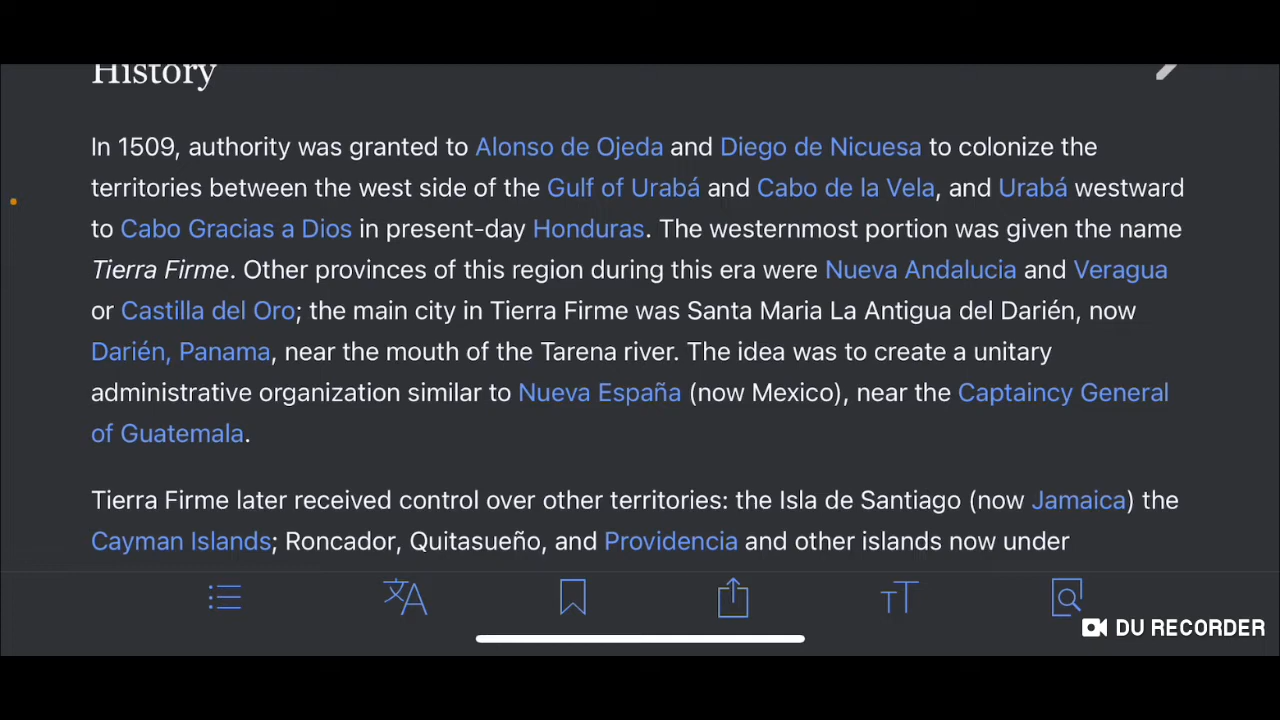 History
In 1509, authority was granted to Alonso de Ojeda and Diego de Nicuesa to colonize the
territories between the west side of the Gulf of Urabá and Cabo de la Vela, and Urabá westward
to Cabo Gracias a Dios in present-day Honduras. The westernmost portion was given the name
Tierra Firme. Other provinces of this region during this era were Nueva Andalucia and Veragua
or Castilla del Oro; the main city in Tierra Firme was Santa Maria La Antigua del Darién, now
Darién, Panama, near the mouth of the Tarena river. The idea was to create a unitary
administrative organization similar to Nueva España (now Mexico), near the Captaincy General
of Guatemala.
Tierra Firme later received control over other territories: the Isla de Santiago (now Jamaica) the
Cayman Islands; Roncador, Quitasueño, and Providencia and other islands now under
文A TT
DU RECORDER